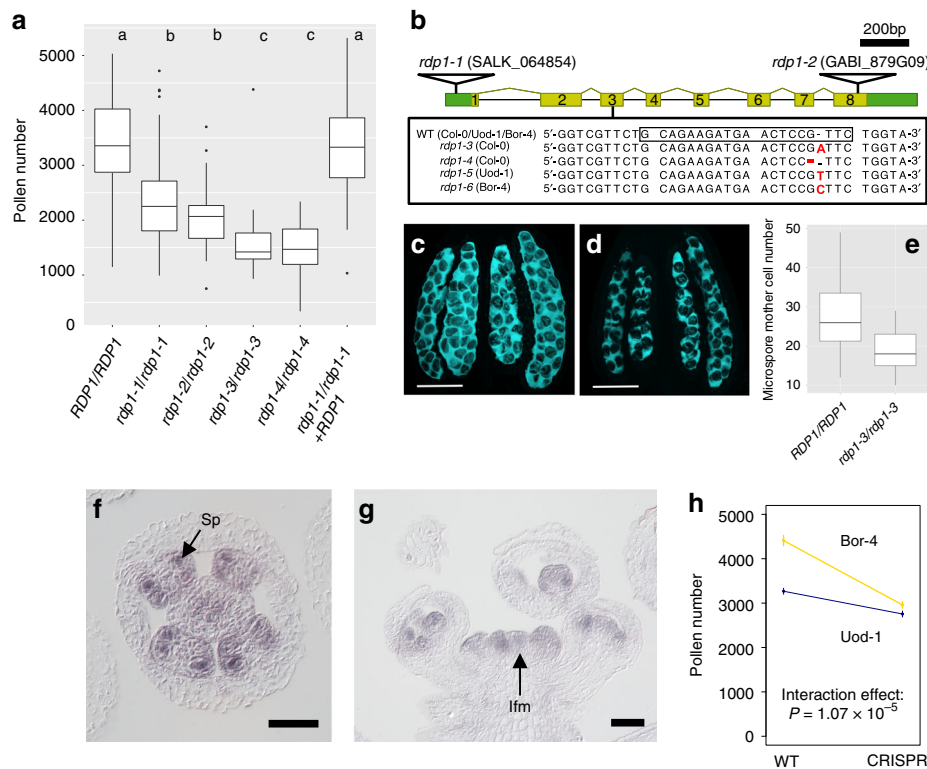 a
Pollen number
5000
4000
3000
2000
1000
0
a b b c c a
RDP1/RDP1
rdp1-1/rdp1-1
rdp1-2/rdp1-2
rdp1-3/rdp1-3
rdp1-4/rdp1-4
rdp1-1/rdp1-1
+RDP1
b
200bp
rdp1-1 (SALK_064854)
rdp1-2 (GABI_879G09)
1 2 3 4 5 6 7 8
WT (Col-0/Uod-1/Bor-4) 5'-GGTCGTTCTG CAGAAGATGA ACTCCG-TTC TGGTA-3'
rdp1-3 (Col-0) 5'-GGTCGTTCTG CAGAAGATGA ACTCCGATTC TGGTA-3'
rdp1-4 (Col-0) 5'-GGTCGTTCTG CAGAAGATGA ACTCC--TTC TGGTA-3'
rdp1-5 (Uod-1) 5'-GGTCGTTCTG CAGAAGATGA ACTCCGTTTC TGGTA-3'
rdp1-6 (Bor-4) 5'-GGTCGTTCTG CAGAAGATGA ACTCCGCTTC TGGTA-3'
c
d
e
Microspore mother cell number
50
40
30
20
10
RDP1/RDP1
rdp1-3/rdp1-3
f
Sp
g
Ifm
h
Pollen number
5000
4000
3000
2000
1000
0
Bor-4
Uod-1
Interaction effect:
P = 1.07 × 10⁻⁵
WT CRISPR